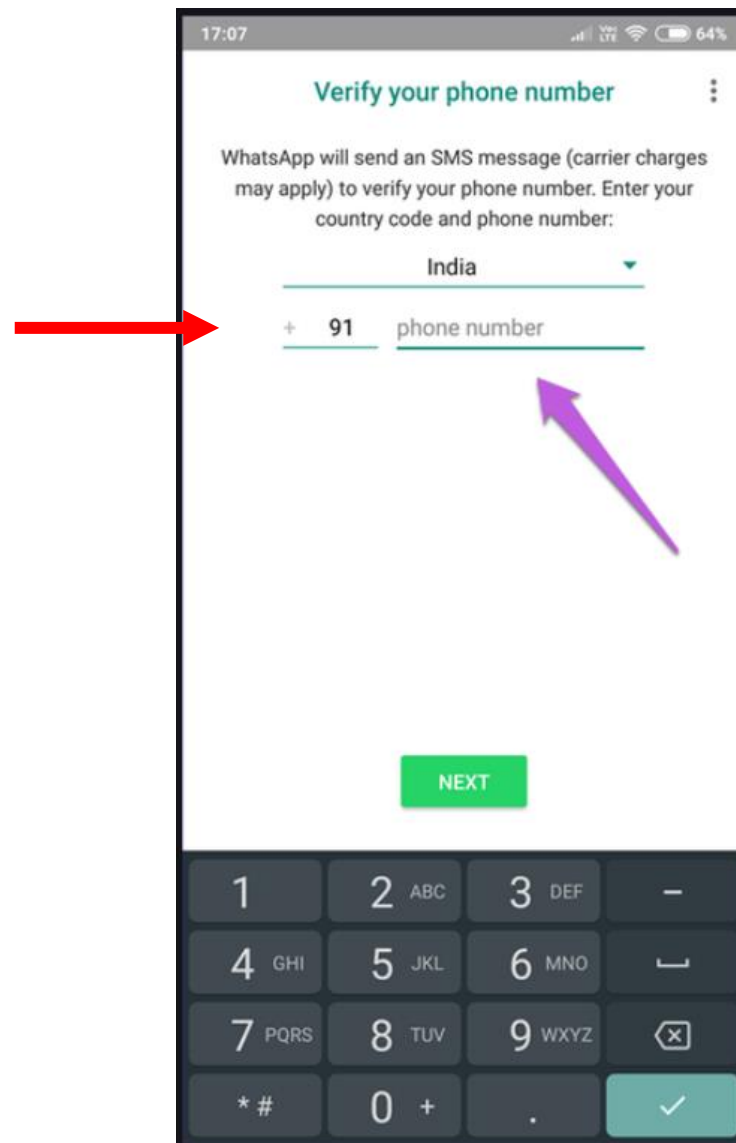 17:07 Vo) LTE 64%
Verify your phone number
WhatsApp will send an SMS message (carrier charges
may apply) to verify your phone number. Enter your
country code and phone number:
India
+ 91 phone number
NEXT
1 2 ABC 3 DEF –
4 GHI 5 JKL 6 MNO
7 PQRS 8 TUV 9 WXYZ
* # 0 + .